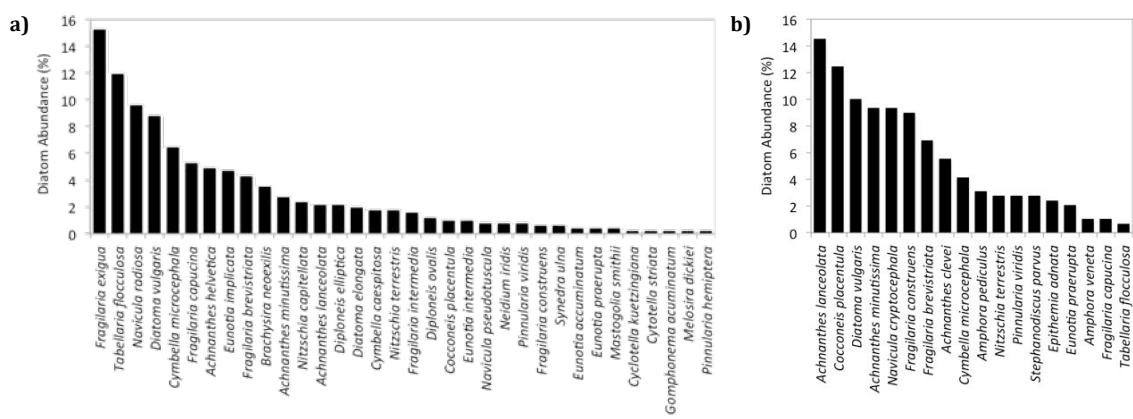 a)
Diatom Abundance (%)
16
14
12
10
8
6
4
2
0
Fragilaria exigua
Tabellaria flocculosa
Navicula radiosa
Diatoma vulgaris
Cymbella microcephala
Fragilaria capucina
Achnanthes helvetica
Eunotia implicata
Fragilaria brevistriata
Brachysira neoexilis
Achnanthes minutissima
Nitzschia capitellata
Achnanthes lanceolata
Diploneis elliptica
Diatoma elongata
Cymbella caespitosa
Nitzschia terrestris
Fragilaria intermedia
Diploneis ovalis
Cocconeis placentula
Eunotia intermedia
Navicula pseudotuscula
Neidium iridis
Pinnularia viridis
Fragilaria construens
Synedra ulna
Eunotia accuminatum
Eunotia praerupta
Mastogolia smithii
Cyclotella kuetzingiana
Cytotella striata
Gomphonema acuminatum
Melosira dickiei
Pinnularia hemiptera
b)
Diatom Abundance (%)
16
14
12
10
8
6
4
2
0
Achnanthes lanceolata
Cocconeis placentula
Diatoma vulgaris
Achnanthes minutissima
Navicula cryptocephala
Fragilaria construens
Fragilaria brevistriata
Achnanthes clevei
Cymbella microcephala
Amphora pediculus
Nitzschia terrestris
Pinnularia viridis
Stephanodiscus parvus
Epithemia adnata
Eunotia praerupta
Amphora veneta
Fragilaria capucina
Tabellaria flocculosa